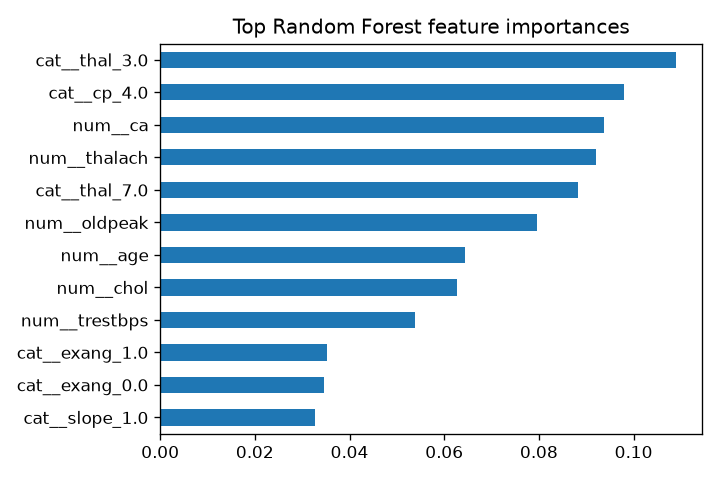 Top Random Forest feature importances
cat__thal_3.0
cat__cp_4.0
num__ca
num__thalach
cat__thal_7.0
num__oldpeak
num__age
num__chol
num__trestbps
cat__exang_1.0
cat__exang_0.0
cat__slope_1.0
0.00 0.02 0.04 0.06 0.08 0.10